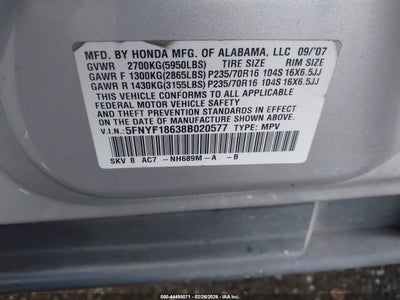 MFD. BY HONDA MFG. OF ALABAMA, LLC 09/'07
GVWR 2700KG(5950LBS) TIRE SIZE RIM SIZE
GAWR F 1300KG(2865LBS) P235/70R16 104S 16X6.5JJ
GAWR R 1430KG(3155LBS) P235/70R16 104S 16X6.5JJ
THIS VEHICLE CONFORMS TO ALL APPLICABLE
FEDERAL MOTOR VEHICLE SAFETY AND
THEFT PREVENTION STANDARDS IN EFFECT ON
THE DATE OF MANUFACTURE SHOWN ABOVE.
V.I.N.: 5FNYF18638B020577 TYPE: MPV
SKV 8 AC7 -NH689M-A -B
000-44495071 02/26/2026 IAA